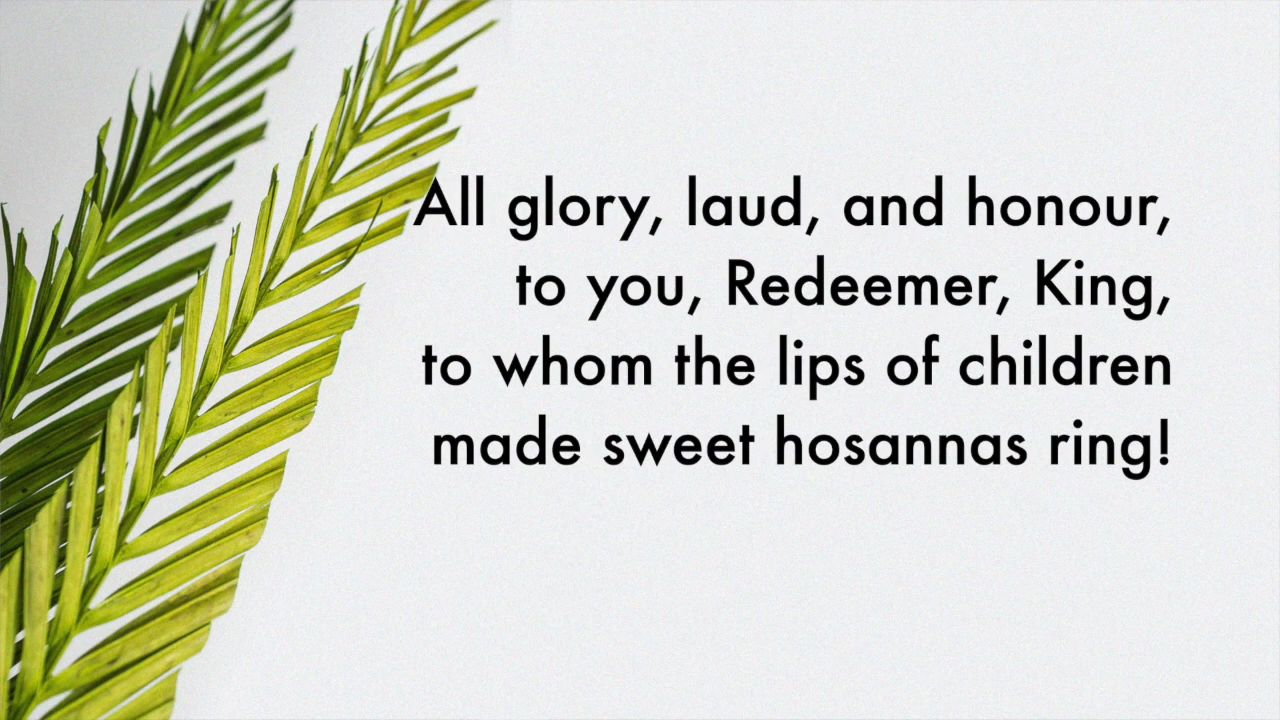 All glory, laud, and honour,
to you, Redeemer, King,
to whom the lips of children
made sweet hosannas ring!